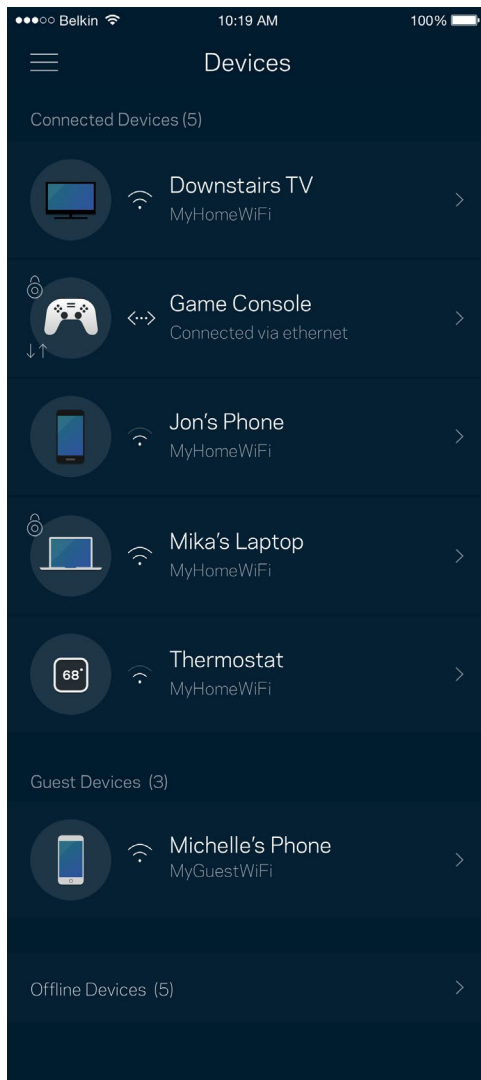 Belkin 10:19 AM 100%
Devices
Connected Devices (5)
Downstairs TV
MyHomeWiFi
Game Console
Connected via ethernet
Jon's Phone
MyHomeWiFi
Mika's Laptop
MyHomeWiFi
68°
Thermostat
MyHomeWiFi
Guest Devices (3)
Michelle's Phone
MyGuestWiFi
Offline Devices (5)